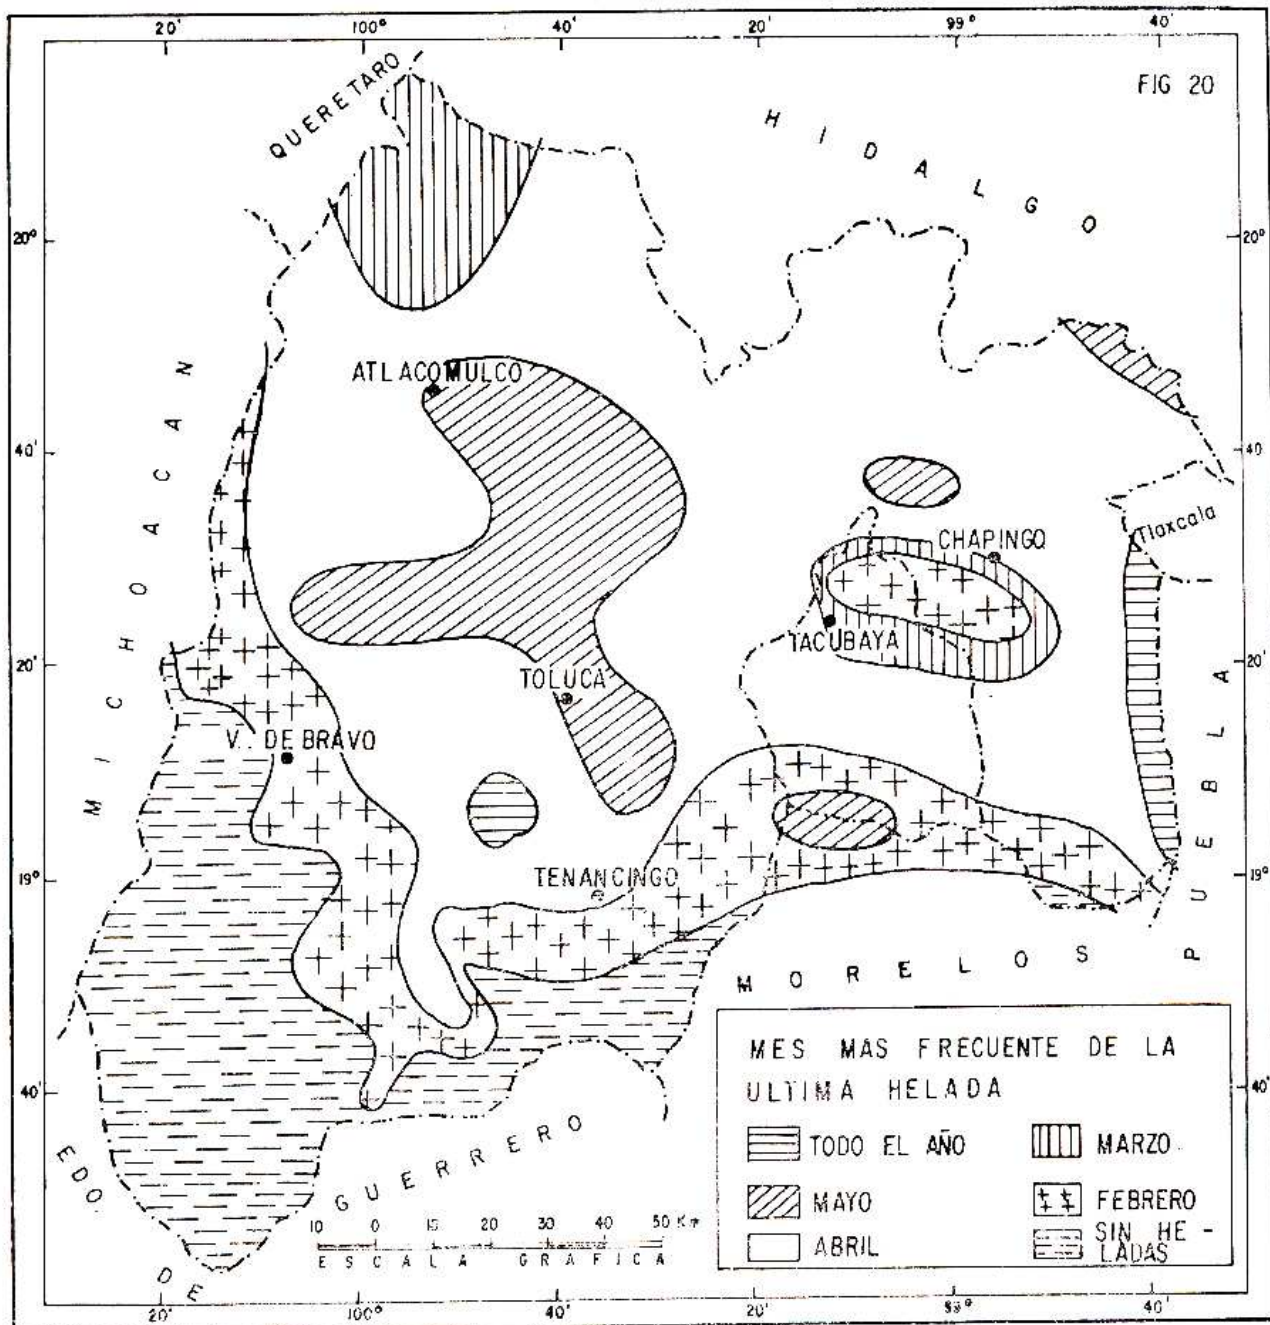 20' 100° 40' 20' 99° 40'
FIG 20
QUERETARO
HIDALGO
20° 20°
ATLACOMULCO
MICHOACAN
40' 40'
Tlaxcala
CHAPINGO
TACUBAYA
20' 20'
TOLUCA
V. DE BRAVO
PUEBLA
TENANCINGO
19° 19°
MORELOS
MES MAS FRECUENTE DE LA
ULTIMA HELADA
40' 40'
TODO EL AÑO MARZO
GUERRERO
EDO.
DE
MAYO FEBRERO
ABRIL SIN HE-
LADAS
10 0 10 20 30 40 50 Km
ESCALA GRAFICA
20' 100° 40' 20' 99° 40'